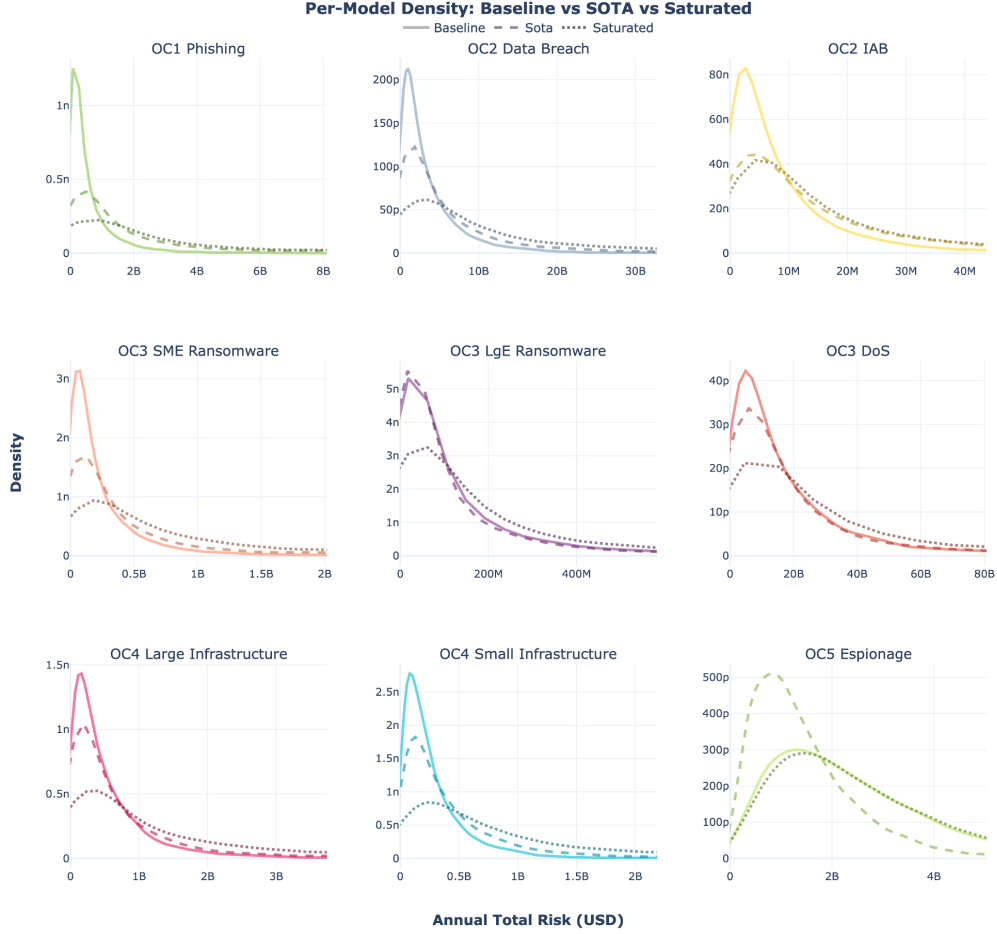 Per-Model Density: Baseline vs SOTA vs Saturated
Baseline Sota Saturated
OC1 Phishing
1n
0.5n
0
0 2B 4B 6B 8B
OC2 Data Breach
200p
150p
100p
50p
0
0 10B 20B 30B
OC2 IAB
80n
60n
40n
20n
0
0 10M 20M 30M 40M
OC3 SME Ransomware
3n
2n
1n
0
0 0.5B 1B 1.5B 2B
OC3 LgE Ransomware
5n
4n
3n
2n
1n
0
0 200M 400M
OC3 DoS
40p
30p
20p
10p
0
0 20B 40B 60B 80B
Density
OC4 Large Infrastructure
1.5n
1n
0.5n
0
0 1B 2B 3B
OC4 Small Infrastructure
2.5n
2n
1.5n
1n
0.5n
0
0 0.5B 1B 1.5B 2B
OC5 Espionage
500p
400p
300p
200p
100p
0
0 2B 4B
Annual Total Risk (USD)